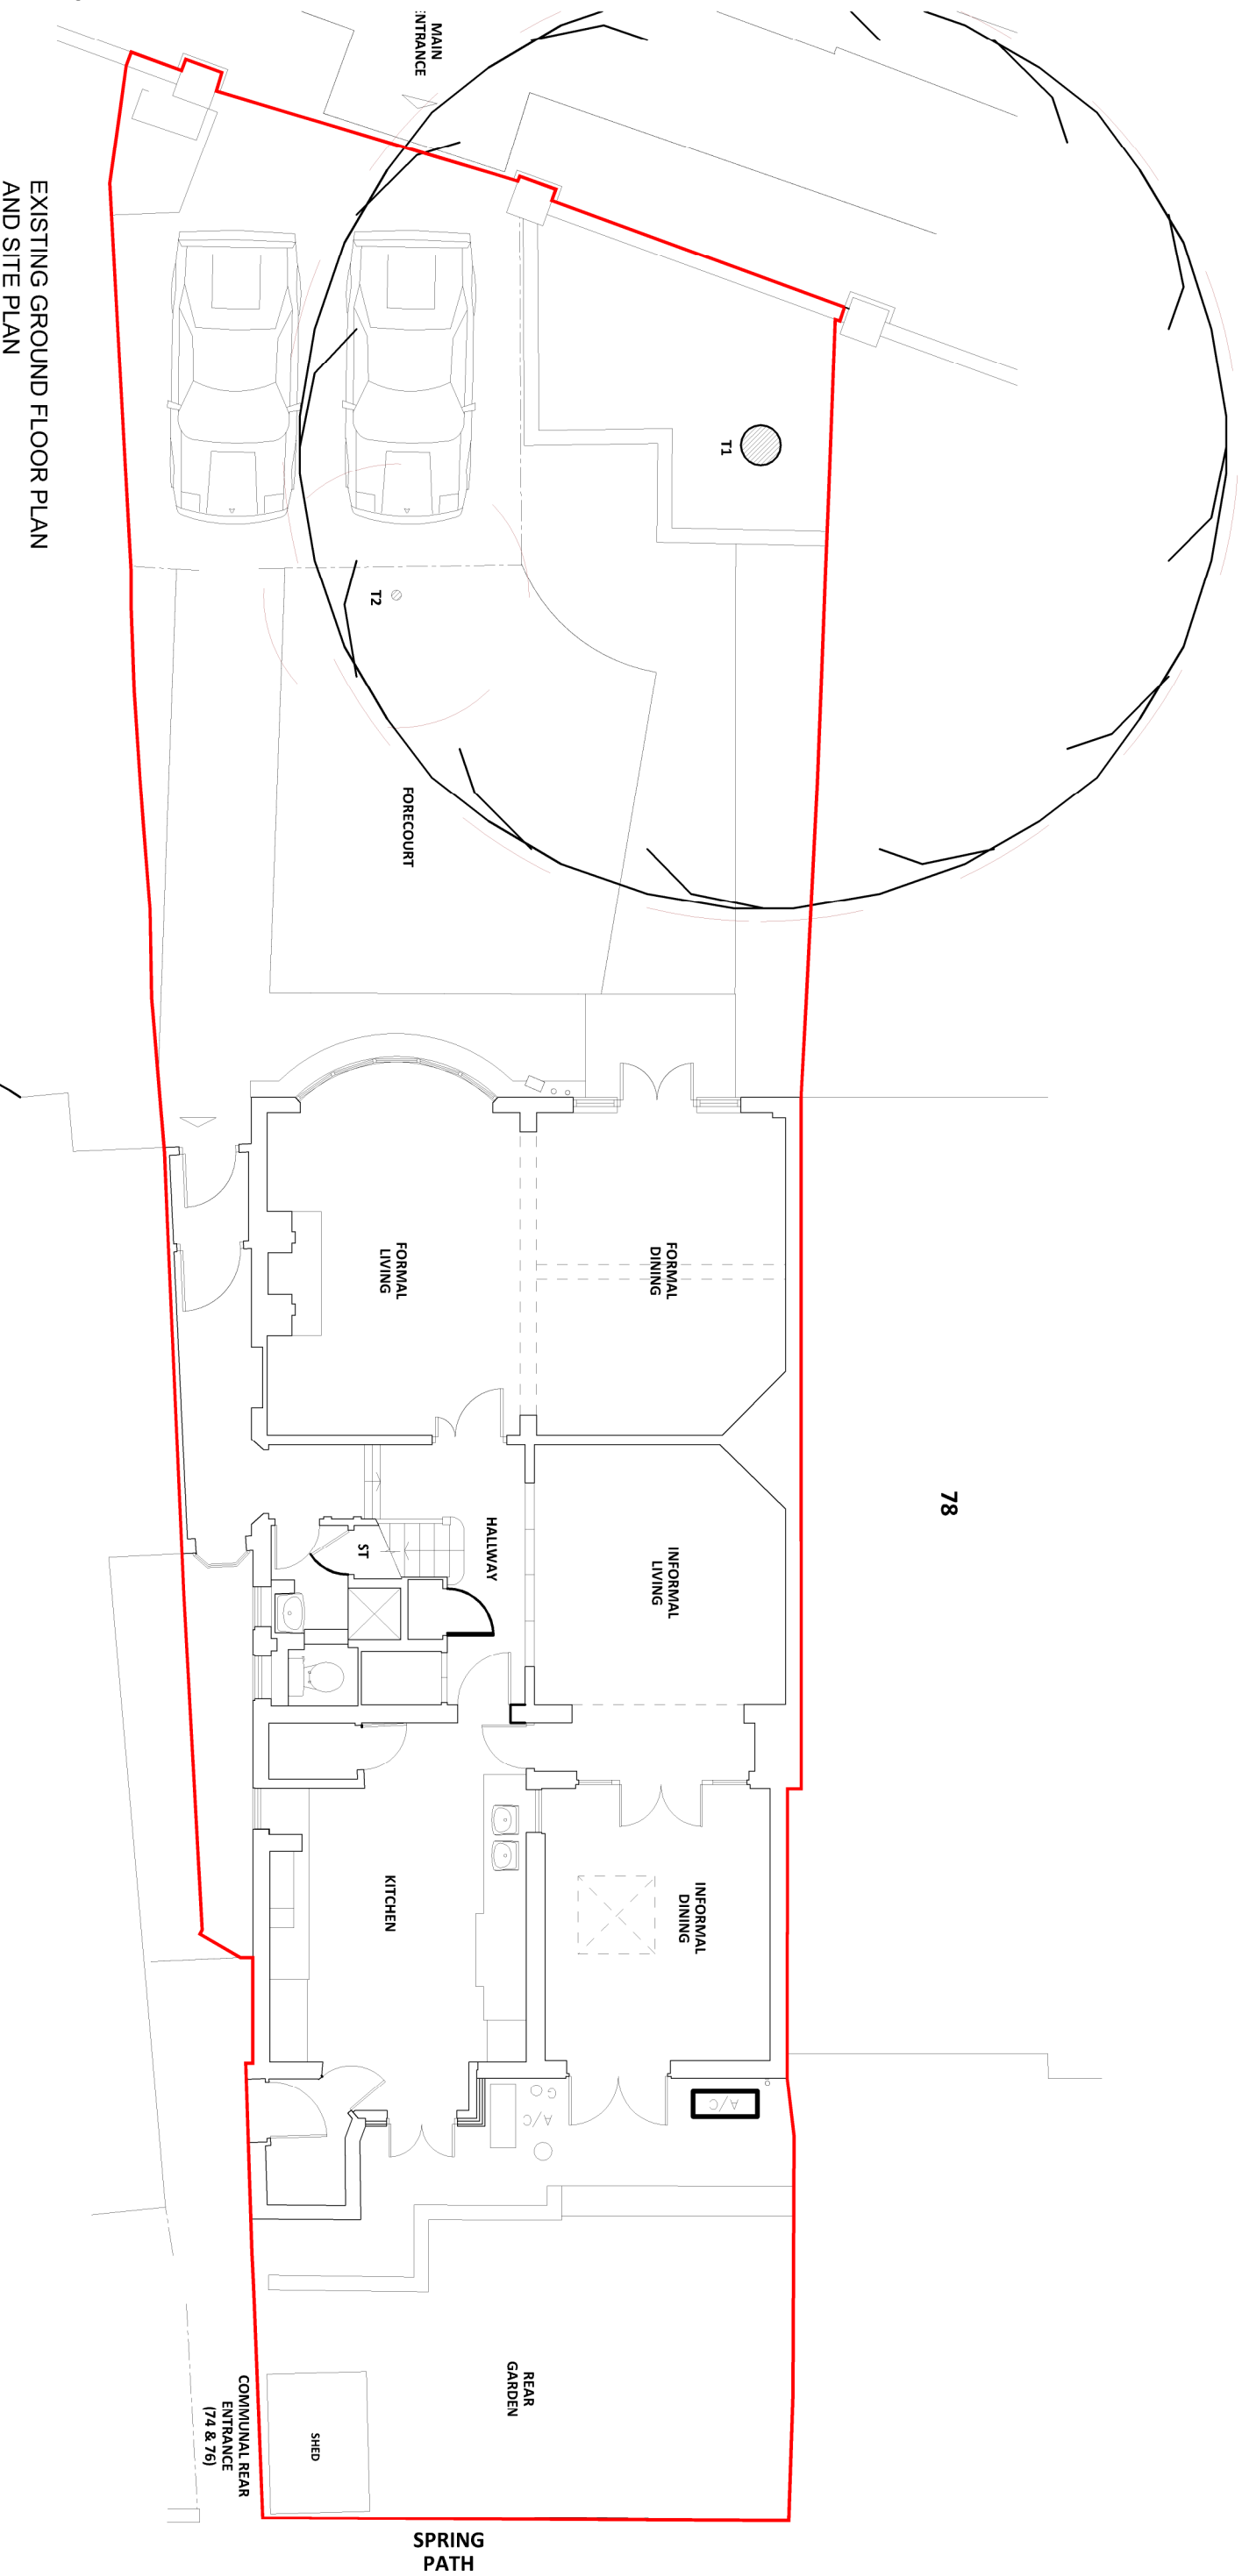 MAIN
ENTRANCE
EXISTING GROUND FLOOR PLAN
AND SITE PLAN
T1
T2
FORECOURT
FORMAL
LIVING
FORMAL
DINING
78
HALLWAY
ST
INFORMAL
LIVING
KITCHEN
INFORMAL
DINING
G
A/C
A/C
REAR
GARDEN
SHED
COMMUNAL REAR
ENTRANCE
(74 & 76)
SPRING
PATH